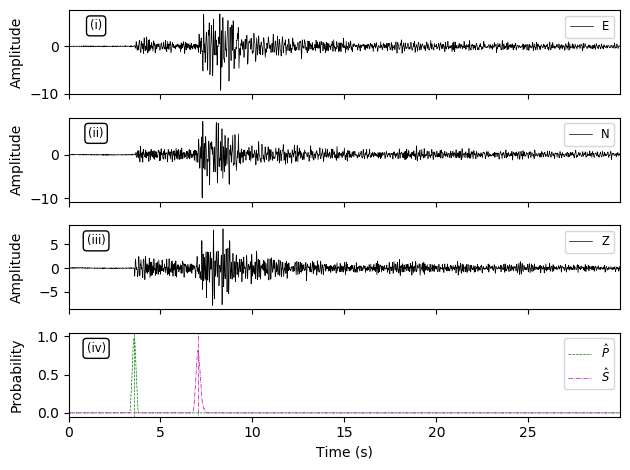 (i)
E
Amplitude
0
−10
(ii)
N
Amplitude
0
−10
(iii)
Z
Amplitude
5
0
−5
(iv)
P̂
Ŝ
Probability
1.0
0.5
0.0
0 5 10 15 20 25
Time (s)